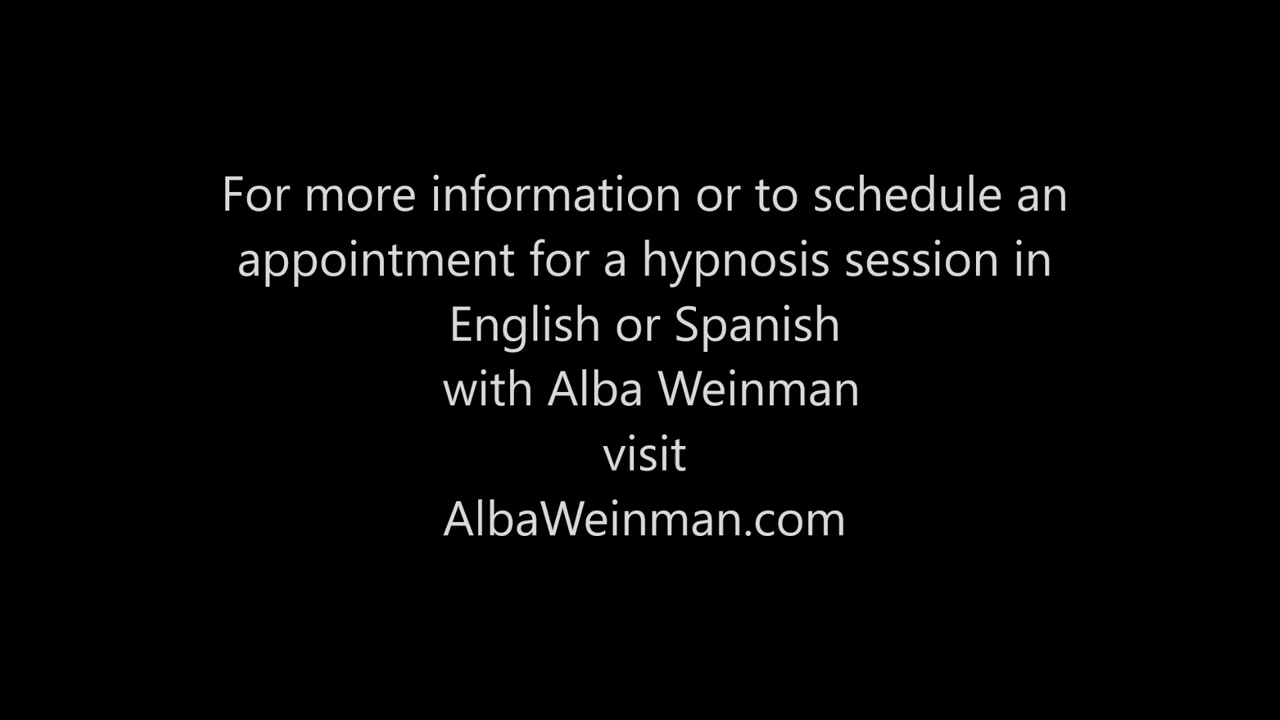 For more information or to schedule an
appointment for a hypnosis session in
English or Spanish
with Alba Weinman
visit
AlbaWeinman.com